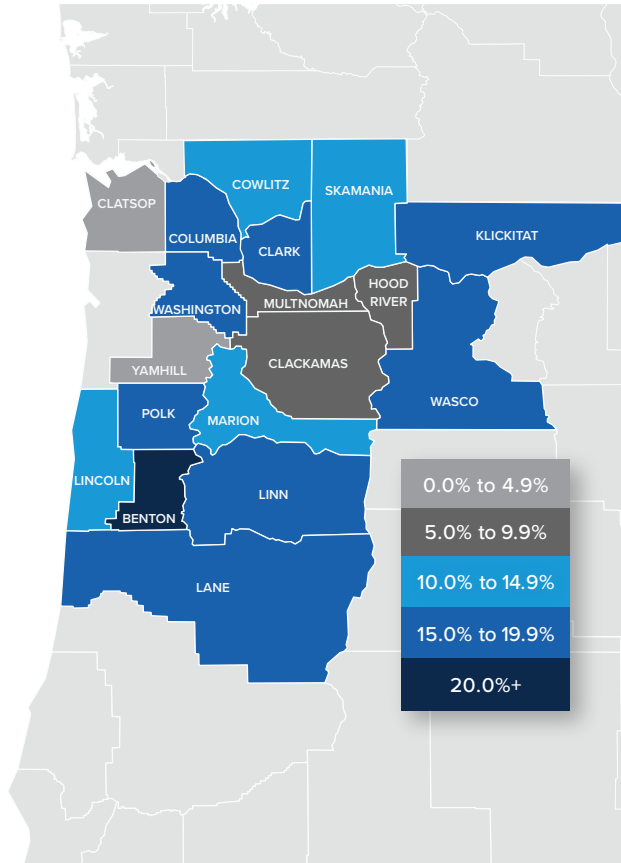 COWLITZ
SKAMANIA
CLATSOP
COLUMBIA
CLARK
KLICKITAT
HOOD
RIVER
MULTNOMAH
WASHINGTON
CLACKAMAS
YAMHILL
WASCO
POLK
MARION
LINCOLN
LINN
BENTON
LANE
0.0% to 4.9%
5.0% to 9.9%
10.0% to 14.9%
15.0% to 19.9%
20.0%+